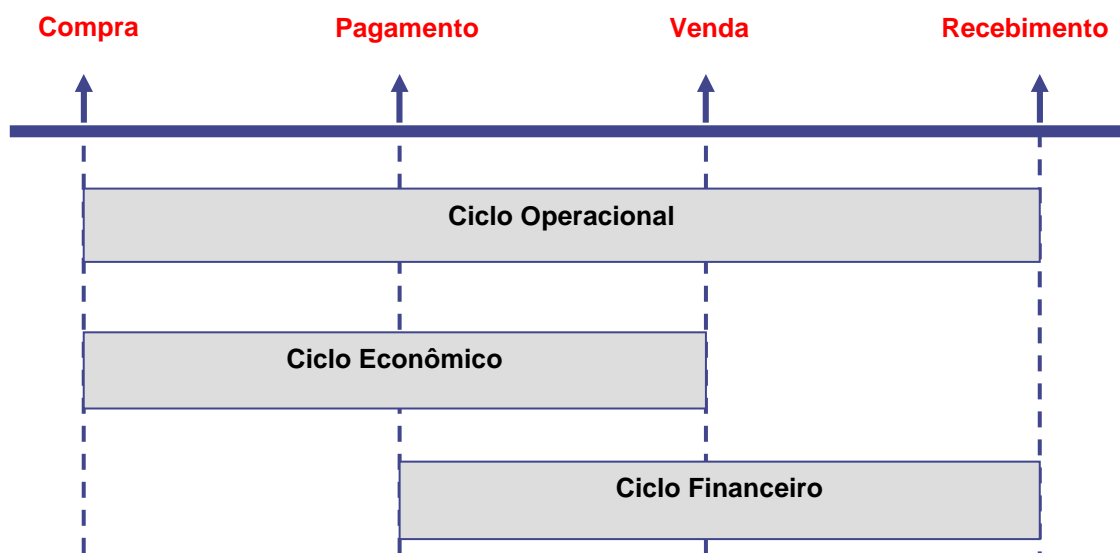 Compra Pagamento Venda Recebimento
Ciclo Operacional
Ciclo Econômico
Ciclo Financeiro